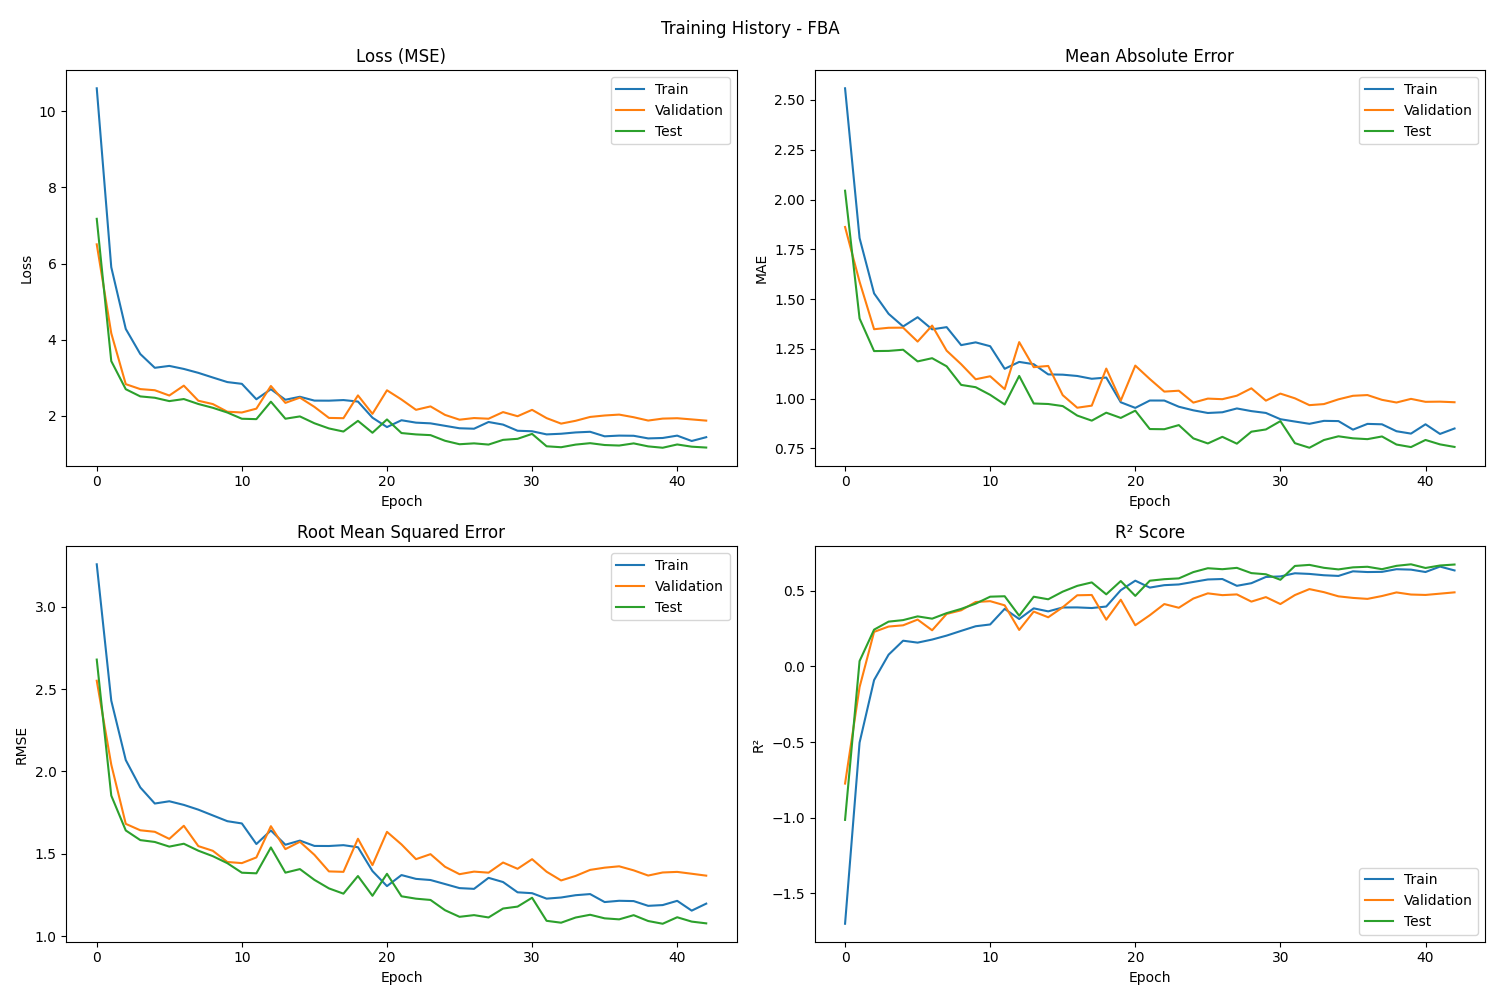 Training History - FBA
Loss (MSE)
10
8
6
4
2
Loss
0 10 20 30 40
Epoch
Train
Validation
Test
Mean Absolute Error
2.50
2.25
2.00
1.75
1.50
1.25
1.00
0.75
MAE
0 10 20 30 40
Epoch
Train
Validation
Test
Root Mean Squared Error
3.0
2.5
2.0
1.5
1.0
RMSE
0 10 20 30 40
Epoch
Train
Validation
Test
R² Score
0.5
0.0
−0.5
−1.0
−1.5
R²
0 10 20 30 40
Epoch
Train
Validation
Test